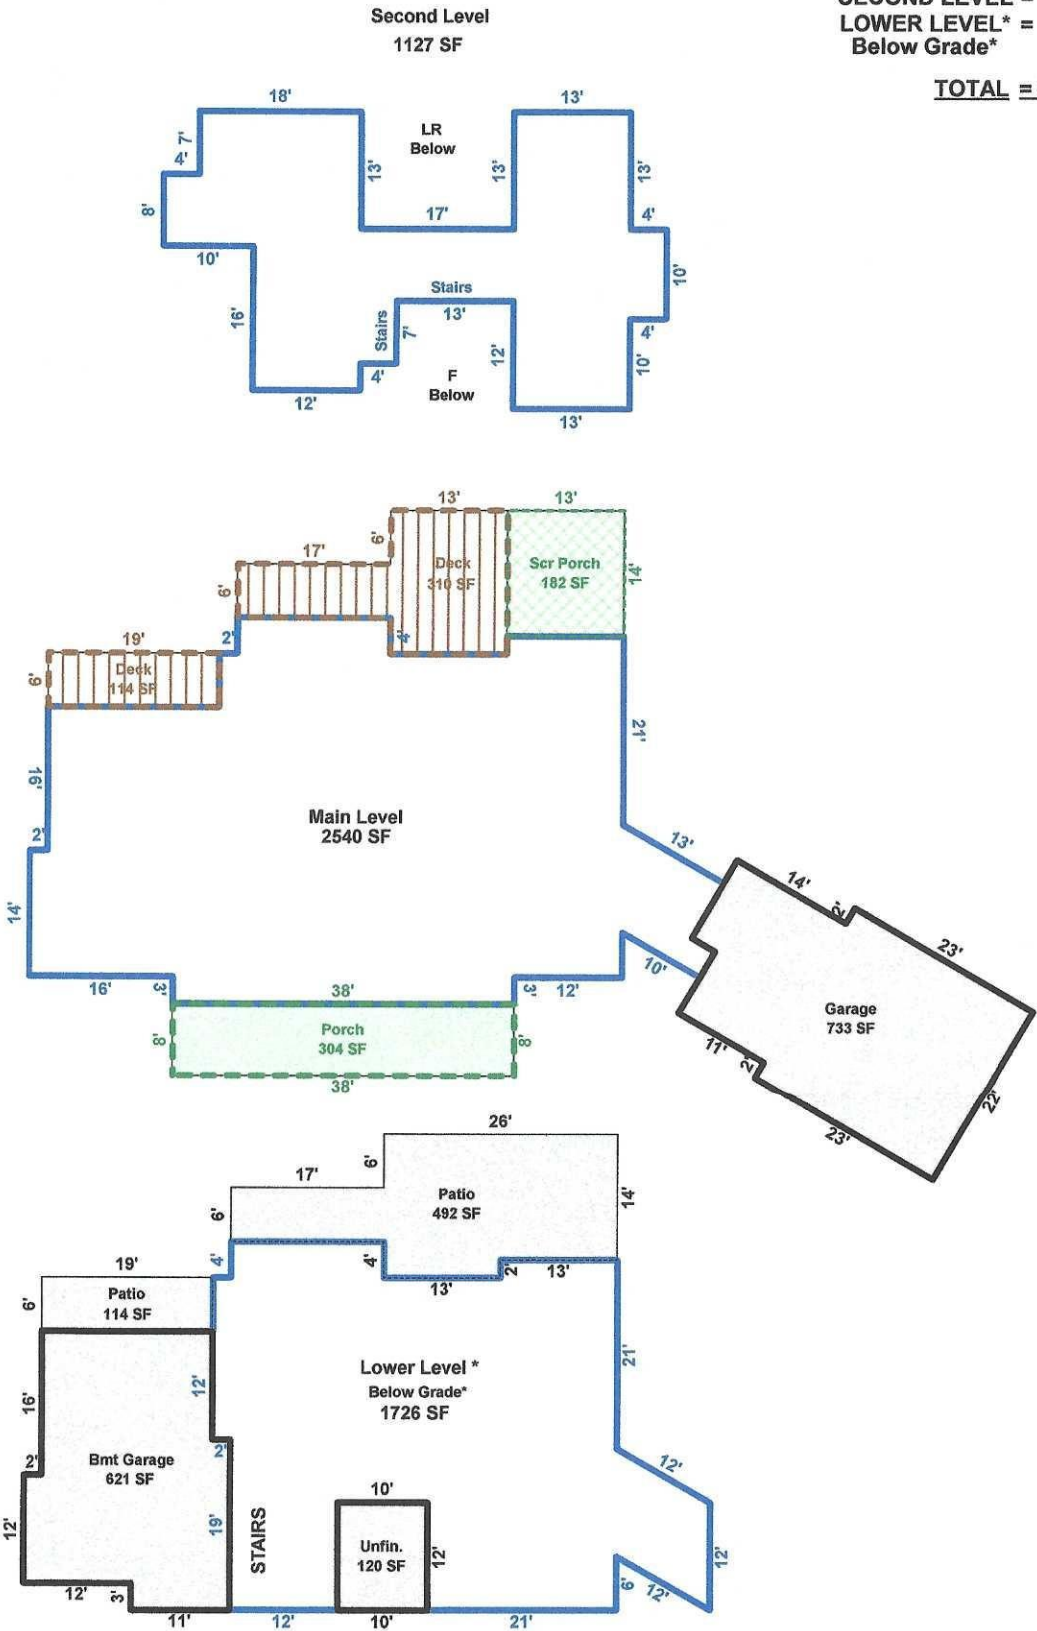 Second Level
1127 SF
LOWER LEVEL* =
Below Grade*
TOTAL =
18'
13'
LR
Below
7'
4'
13'
13'
13'
8'
17'
4'
10'
10'
Stairs
13'
16'
Stairs
7'
12'
4'
10'
4'
F
Below
12'
13'
13'
13'
6'
17'
Deck
310 SF
Scr Porch
182 SF
14'
6'
19'
2'
4'
Deck
114 SF
6'
21'
16'
Main Level
2540 SF
2'
13'
14'
2'
14'
23'
10'
16'
3'
38'
3'
12'
Garage
733 SF
8'
Porch
304 SF
8'
11'
2'
38'
22'
23'
26'
17'
6'
Patio
492 SF
14'
6'
4'
4'
19'
13'
2'
13'
Patio
114 SF
6'
21'
Lower Level *
Below Grade*
1726 SF
12'
16'
Bmt Garage
621 SF
2'
2'
12'
10'
19'
STAIRS
12'
Unfin.
120 SF
12'
12'
12'
3'
6'
12'
11'
12'
10'
21'